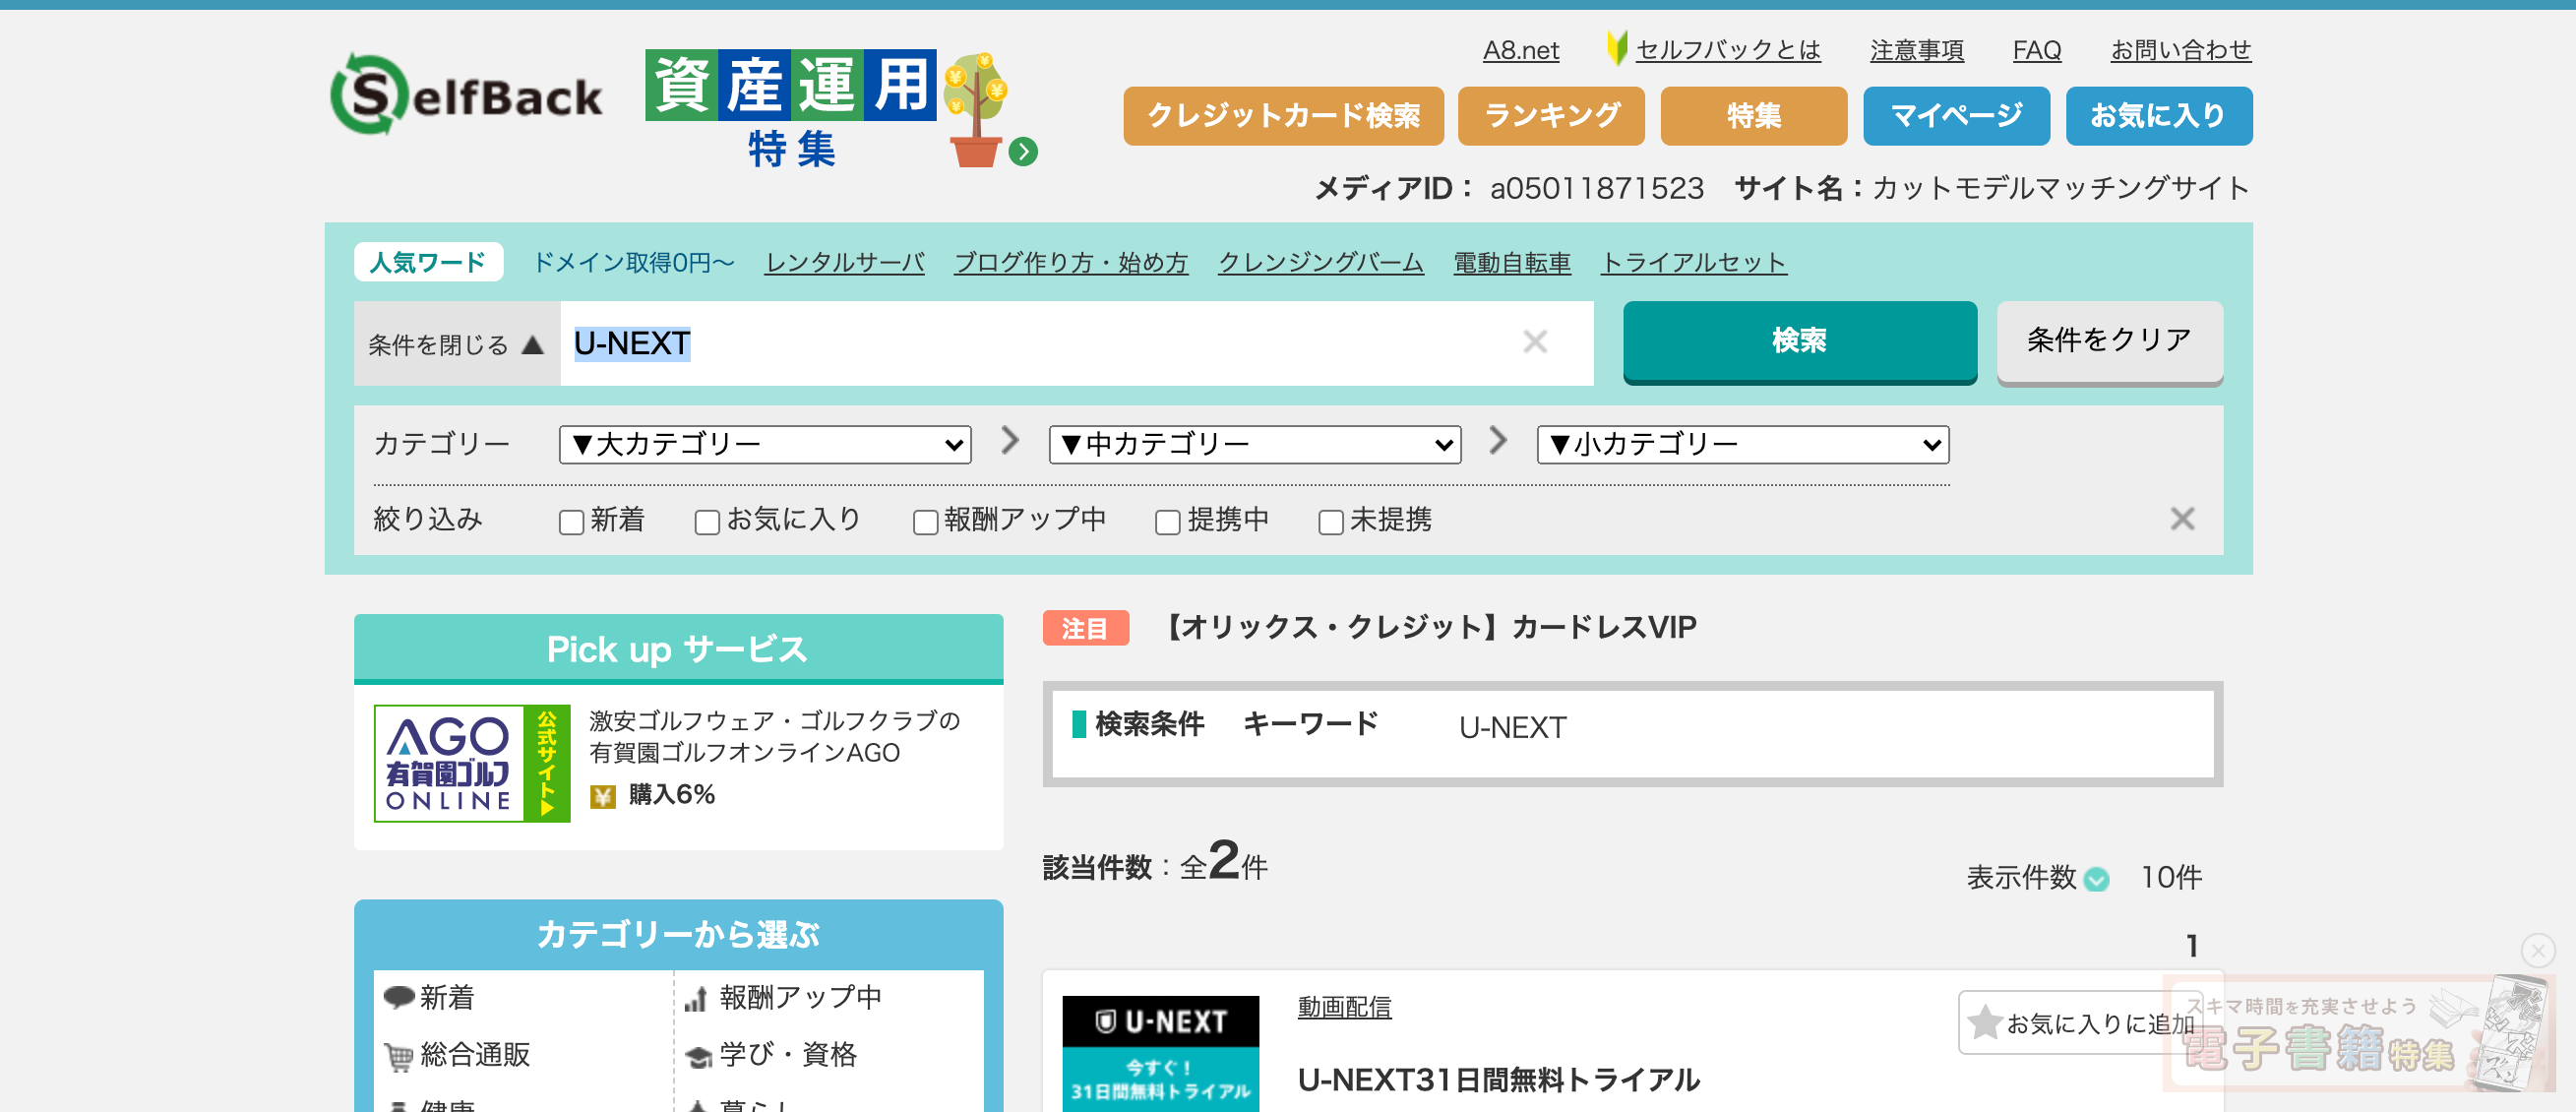 SelfBack
資産運用
特集
A8.net セルフバックとは 注意事項 FAQ お問い合わせ
クレジットカード検索 ランキング 特集 マイページ お気に入り
メディアID： a05011871523 サイト名：カットモデルマッチングサイト
人気ワード ドメイン取得0円〜 レンタルサーバ ブログ作り方・始め方 クレンジングバーム 電動自転車 トライアルセット
条件を閉じる ▲ U-NEXT 検索 条件をクリア
カテゴリー ▼大カテゴリー ▼中カテゴリー ▼小カテゴリー
絞り込み 新着 お気に入り 報酬アップ中 提携中 未提携
Pick up サービス
AGO
有賀園ゴルフ
ONLINE
公式サイト▶
激安ゴルフウェア・ゴルフクラブの
有賀園ゴルフオンラインAGO
¥ 購入6%
カテゴリーから選ぶ
新着 報酬アップ中
総合通販 学び・資格
健康 暮らし
注目 【オリックス・クレジット】カードレスVIP
検索条件 キーワード U-NEXT
該当件数：全2件
表示件数 10件
1
U-NEXT
今すぐ！
31日間無料トライアル
動画配信
U-NEXT31日間無料トライアル
お気に入りに追加
スキマ時間を充実させよう
電子書籍特集